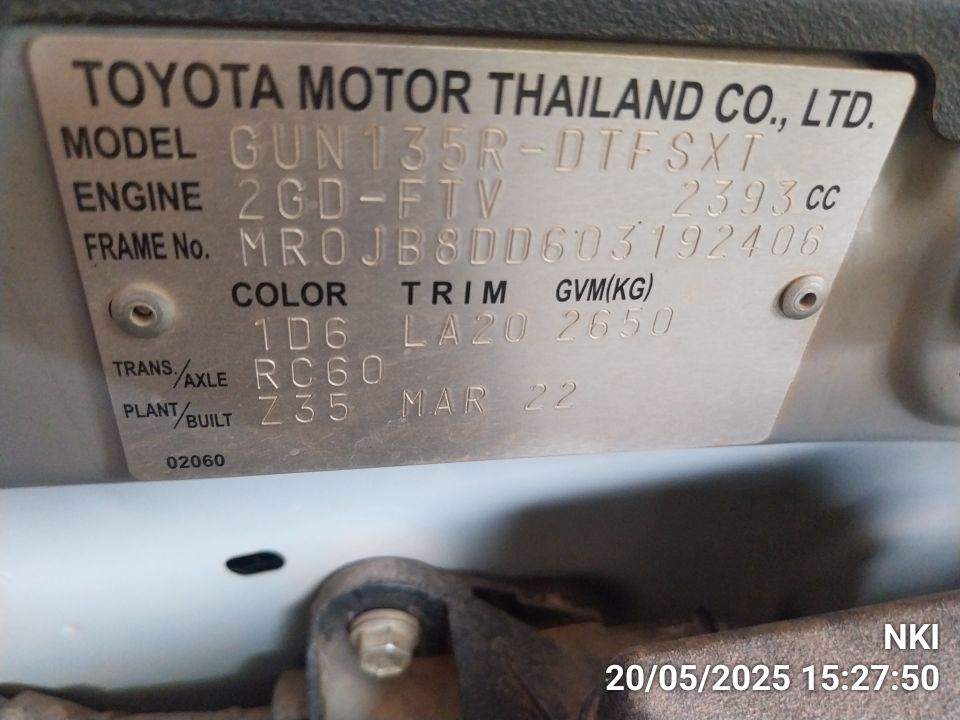 TOYOTA MOTOR THAILAND CO., LTD.
MODEL GUN135R-DTFSXT
ENGINE 2GD-FTV 2393 CC
FRAME No. MR0JB8DD603192406
COLOR TRIM GVM(KG)
1D6 LA20 2650
TRANS./AXLE RC60
PLANT/BUILT Z35 MAR 22
02060
NKI
20/05/2025 15:27:50